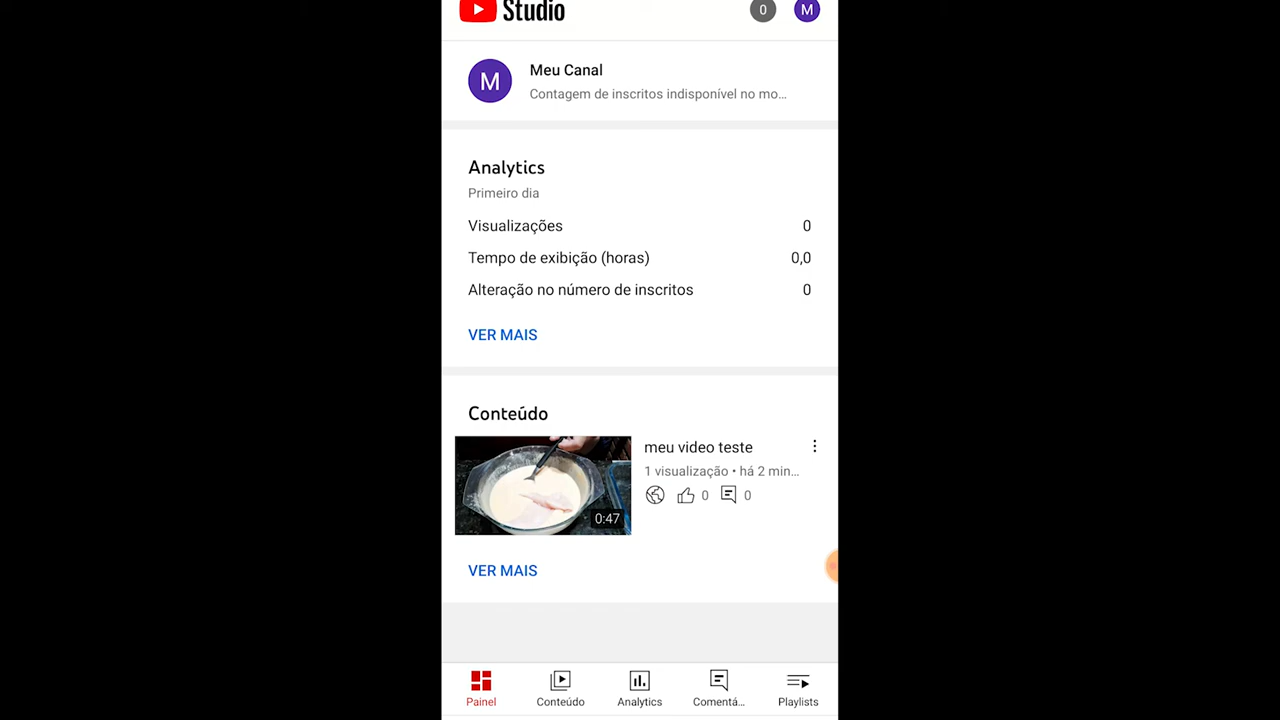 Studio
0
M
M
Meu Canal
Contagem de inscritos indisponível no mo...
Analytics
Primeiro dia
Visualizações 0
Tempo de exibição (horas) 0,0
Alteração no número de inscritos 0
VER MAIS
Conteúdo
meu video teste
1 visualização • há 2 min...
0 0
0:47
VER MAIS
Painel
Conteúdo
Analytics
Comentá...
Playlists